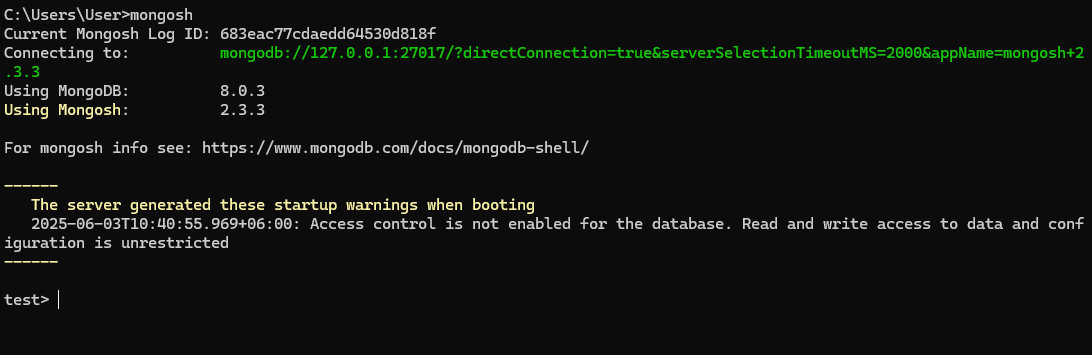 C:\Users\User>mongosh
Current Mongosh Log ID: 683eac77cdaedd64530d818f
Connecting to:          mongodb://127.0.0.1:27017/?directConnection=true&serverSelectionTimeoutMS=2000&appName=mongosh+2
.3.3
Using MongoDB:          8.0.3
Using Mongosh:          2.3.3
For mongosh info see: https://www.mongodb.com/docs/mongodb-shell/
------
   The server generated these startup warnings when booting
   2025-06-03T10:40:55.969+06:00: Access control is not enabled for the database. Read and write access to data and conf
iguration is unrestricted
------
test>